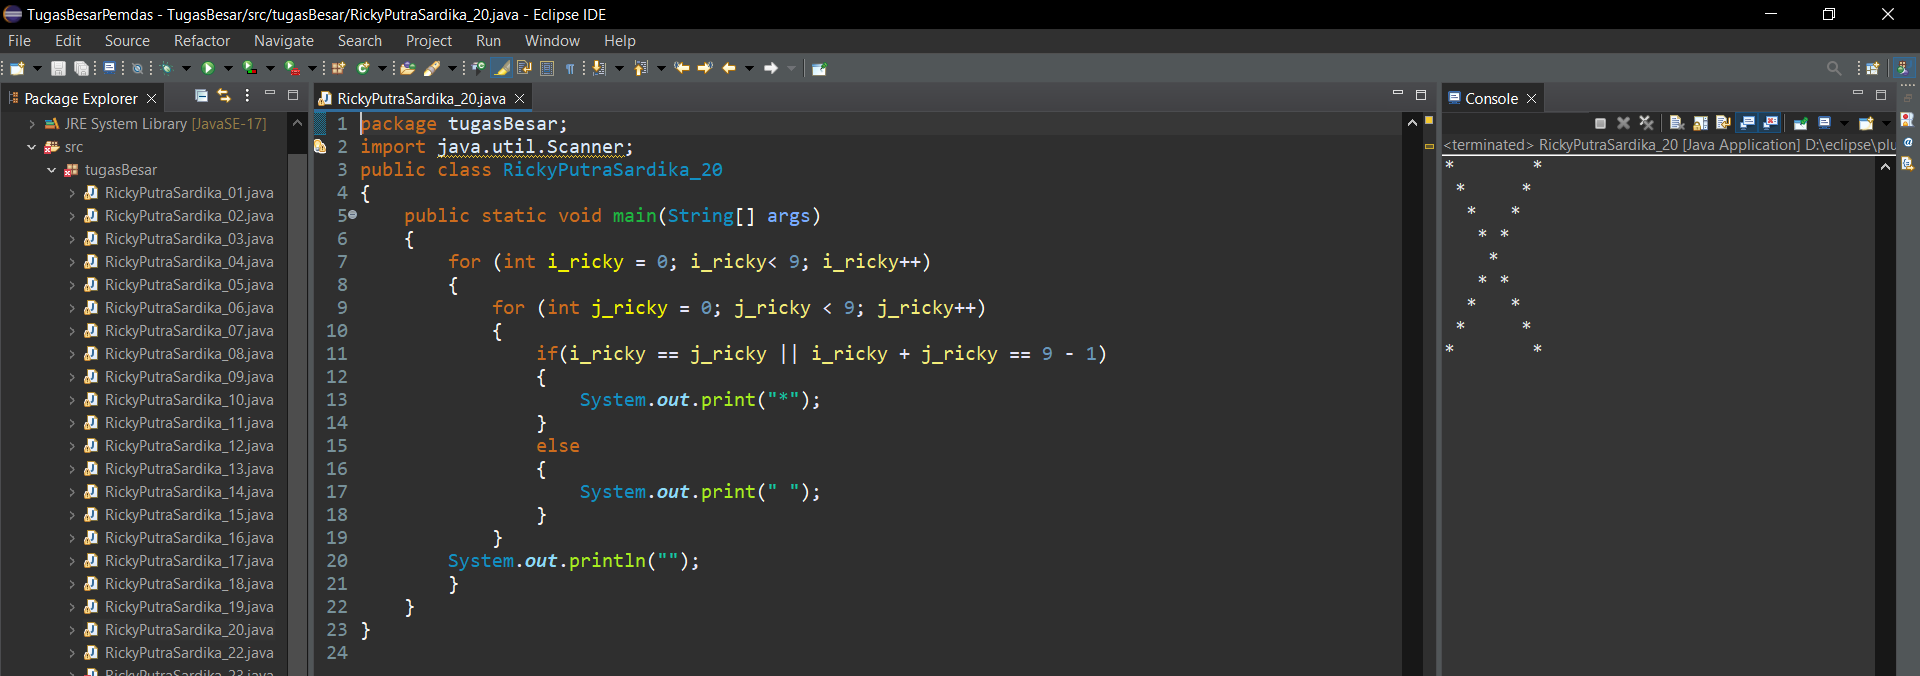 TugasBesarPemdas - TugasBesar/src/tugasBesar/RickyPutraSardika_20.java - Eclipse IDE
File Edit Source Refactor Navigate Search Project Run Window Help
Package Explorer
JRE System Library [JavaSE-17]
src
tugasBesar
RickyPutraSardika_01.java
RickyPutraSardika_02.java
RickyPutraSardika_03.java
RickyPutraSardika_04.java
RickyPutraSardika_05.java
RickyPutraSardika_06.java
RickyPutraSardika_07.java
RickyPutraSardika_08.java
RickyPutraSardika_09.java
RickyPutraSardika_10.java
RickyPutraSardika_11.java
RickyPutraSardika_12.java
RickyPutraSardika_13.java
RickyPutraSardika_14.java
RickyPutraSardika_15.java
RickyPutraSardika_16.java
RickyPutraSardika_17.java
RickyPutraSardika_18.java
RickyPutraSardika_19.java
RickyPutraSardika_20.java
RickyPutraSardika_22.java
RickyPutraSardika_23.java
RickyPutraSardika_20.java
1 package tugasBesar;
2 import java.util.Scanner;
3 public class RickyPutraSardika_20
4 {
5     public static void main(String[] args)
6     {
7         for (int i_ricky = 0; i_ricky< 9; i_ricky++)
8         {
9             for (int j_ricky = 0; j_ricky < 9; j_ricky++)
10             {
11                 if(i_ricky == j_ricky || i_ricky + j_ricky == 9 - 1)
12                 {
13                     System.out.print("*");
14                 }
15                 else
16                 {
17                     System.out.print(" ");
18                 }
19             }
20         System.out.println("");
21         }
22     }
23 }
24
Console
<terminated> RickyPutraSardika_20 [Java Application] D:\eclipse\plu
*       *
 *     *
  *   *
   * *
    *
   * *
  *   *
 *     *
*       *